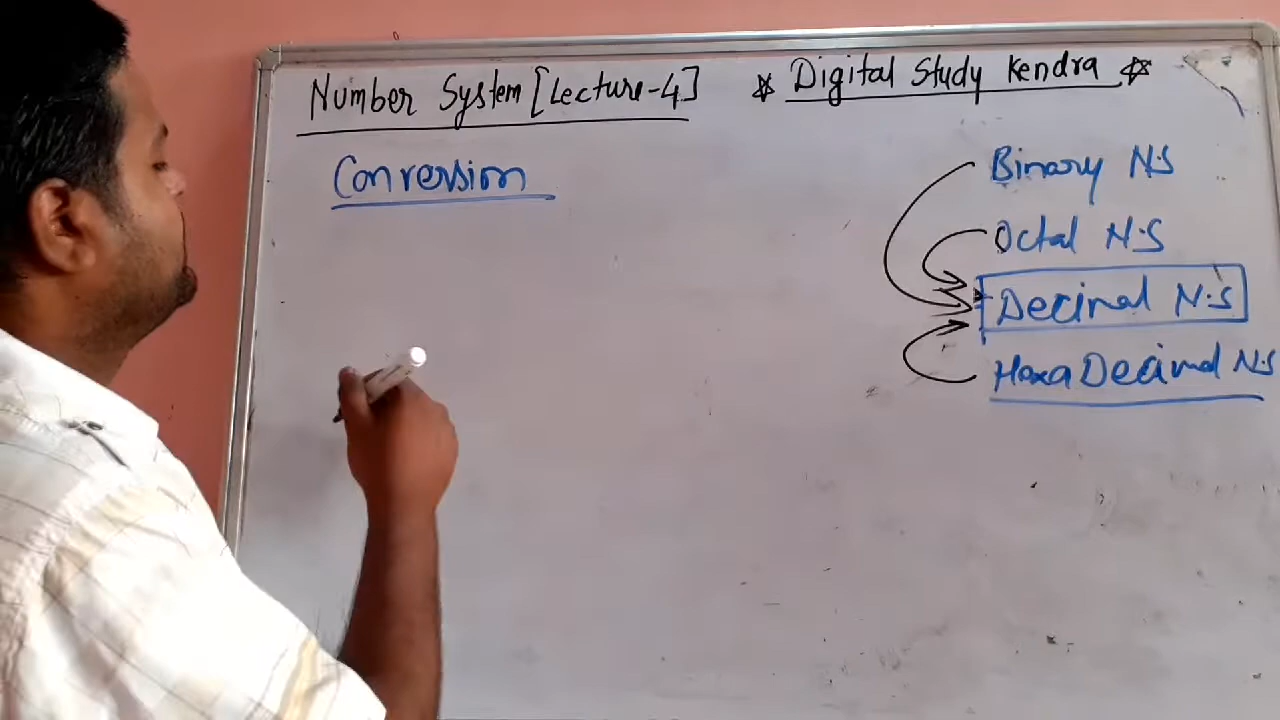 Number System [Lecture-4] ☆ Digital Study Kendra ☆
Conversion
Binary N.S
Octal N.S
Decimal N.S
HexaDecimal N.S